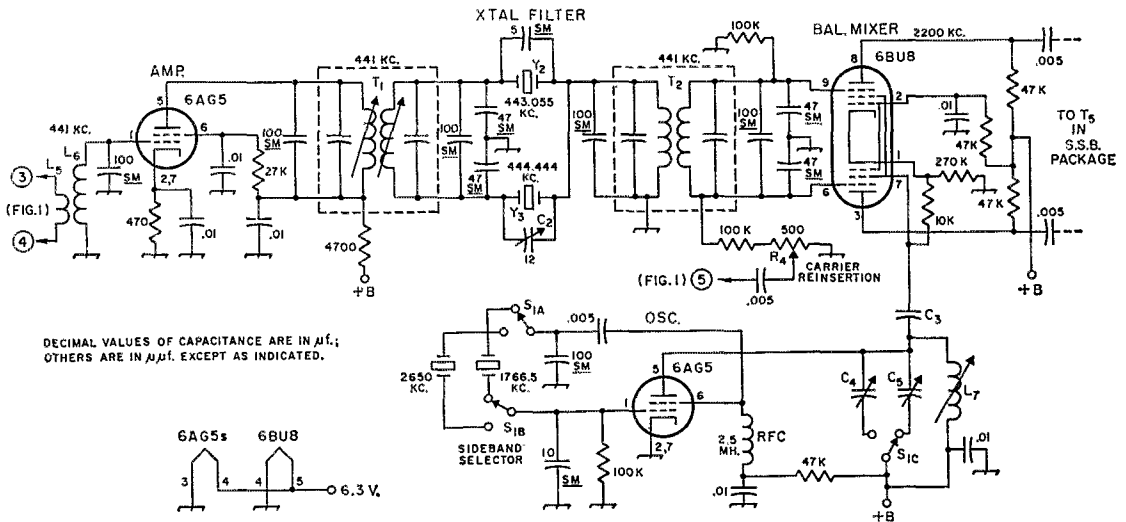 XTAL FILTER
5 SM
Y2
443.055 KC.
441 KC.
T1
AMP.
6AG5
5
1
6
2,7
441 KC.
L5
L6
3
4
(FIG.1)
100 SM
470
.01
.01
27K
.01
100 SM
4700
+B
100 SM
47 SM
47 SM
444.444 KC.
Y3
C2
12
441 KC.
T2
100 SM
100 SM
100K
47 SM
47 SM
BAL. MIXER
6BU8
8
9
2
1
7
6
3
2200 KC.
.005
47 K
.01
47K
270 K
47 K
10K
.005
+B
TO T5
IN
S.S.B.
PACKAGE
100 K
500
R4
CARRIER
REINSERTION
(FIG.1) 5
.005
DECIMAL VALUES OF CAPACITANCE ARE IN µf.;
OTHERS ARE IN µµf. EXCEPT AS INDICATED.
S1A
.005
OSC.
100 SM
2650 KC.
1766.5 KC.
S1B
SIDEBAND
SELECTOR
10 SM
100K
6AG5
5
1
6
2,7
2.5 MH.
RFC
.01
47K
C3
C4
C5
L7
S1C
.01
+B
6AG5s
6BU8
3
4
4
5
6.3 V.